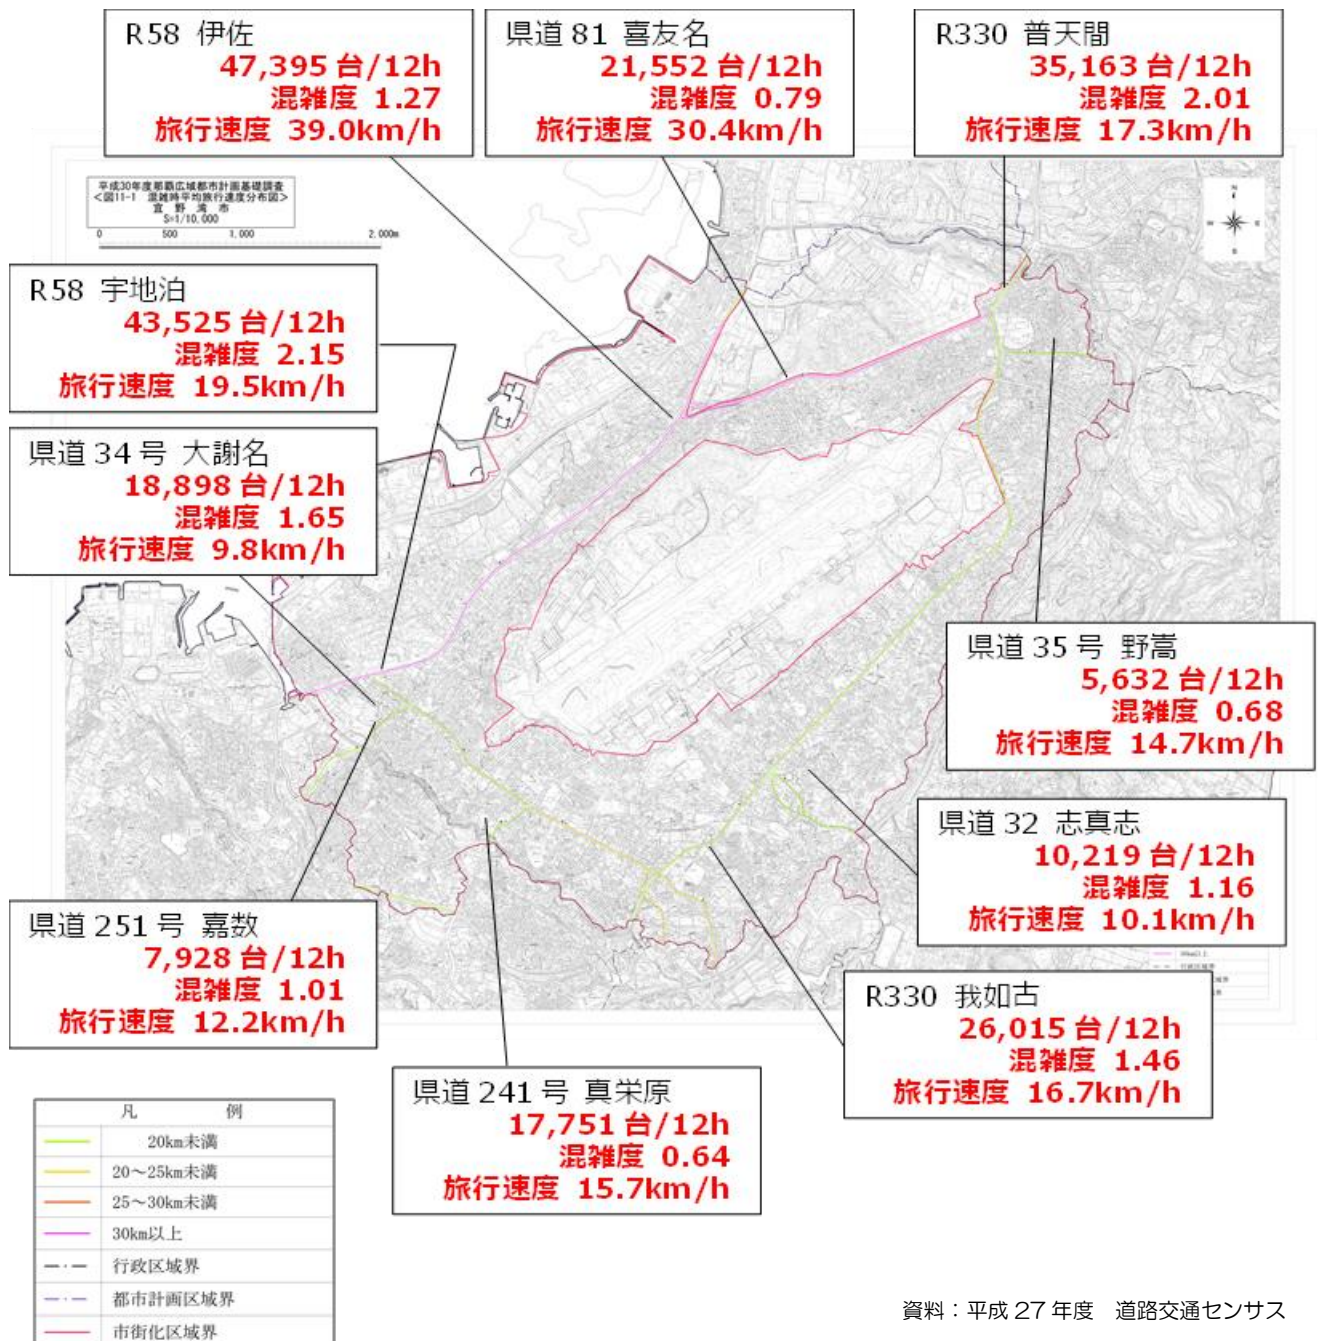 R58 伊佐
47,395 台/12h
混雑度 1.27
旅行速度 39.0km/h
県道 81 喜友名
21,552 台/12h
混雑度 0.79
旅行速度 30.4km/h
R330 普天間
35,163 台/12h
混雑度 2.01
旅行速度 17.3km/h
平成30年度那覇広域都市計画基礎調査
<図11-1 混雑時平均旅行速度分布図>
宜野湾市
S=1/10,000
0 500 1,000 2,000m
N
W E
S
R58 宇地泊
43,525 台/12h
混雑度 2.15
旅行速度 19.5km/h
県道 34 号 大謝名
18,898 台/12h
混雑度 1.65
旅行速度 9.8km/h
県道 35 号 野嵩
5,632 台/12h
混雑度 0.68
旅行速度 14.7km/h
県道 32 志真志
10,219 台/12h
混雑度 1.16
旅行速度 10.1km/h
県道 251 号 嘉数
7,928 台/12h
混雑度 1.01
旅行速度 12.2km/h
R330 我如古
26,015 台/12h
混雑度 1.46
旅行速度 16.7km/h
県道 241 号 真栄原
17,751 台/12h
混雑度 0.64
旅行速度 15.7km/h
凡 例
20km未満
20〜25km未満
25〜30km未満
30km以上
行政区域界
都市計画区域界
市街化区域界
資料：平成 27 年度 道路交通センサス